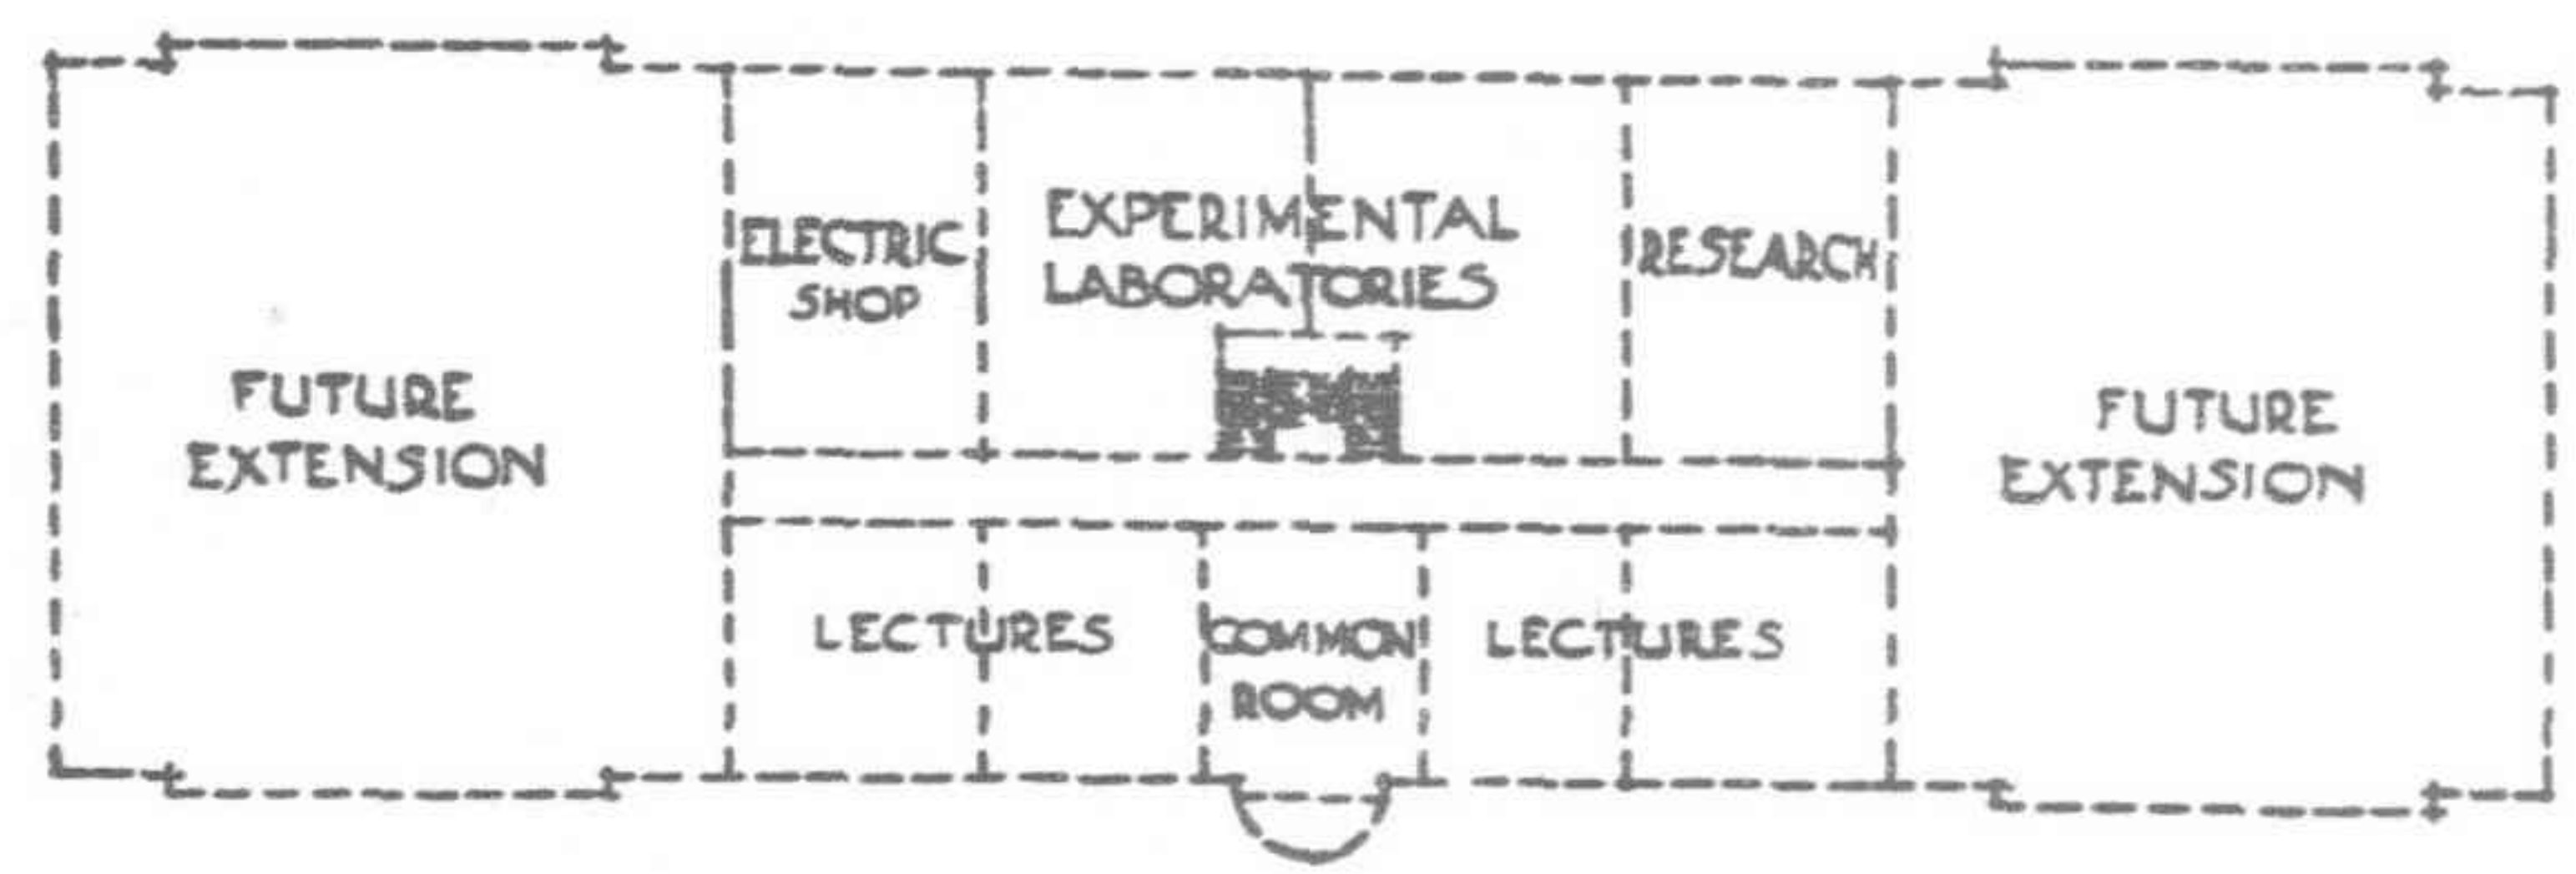 FUTURE
EXTENSION
ELECTRIC
SHOP
EXPERIMENTAL
LABORATORIES
RESEARCH
FUTURE
EXTENSION
LECTURES
COMMON
ROOM
LECTURES